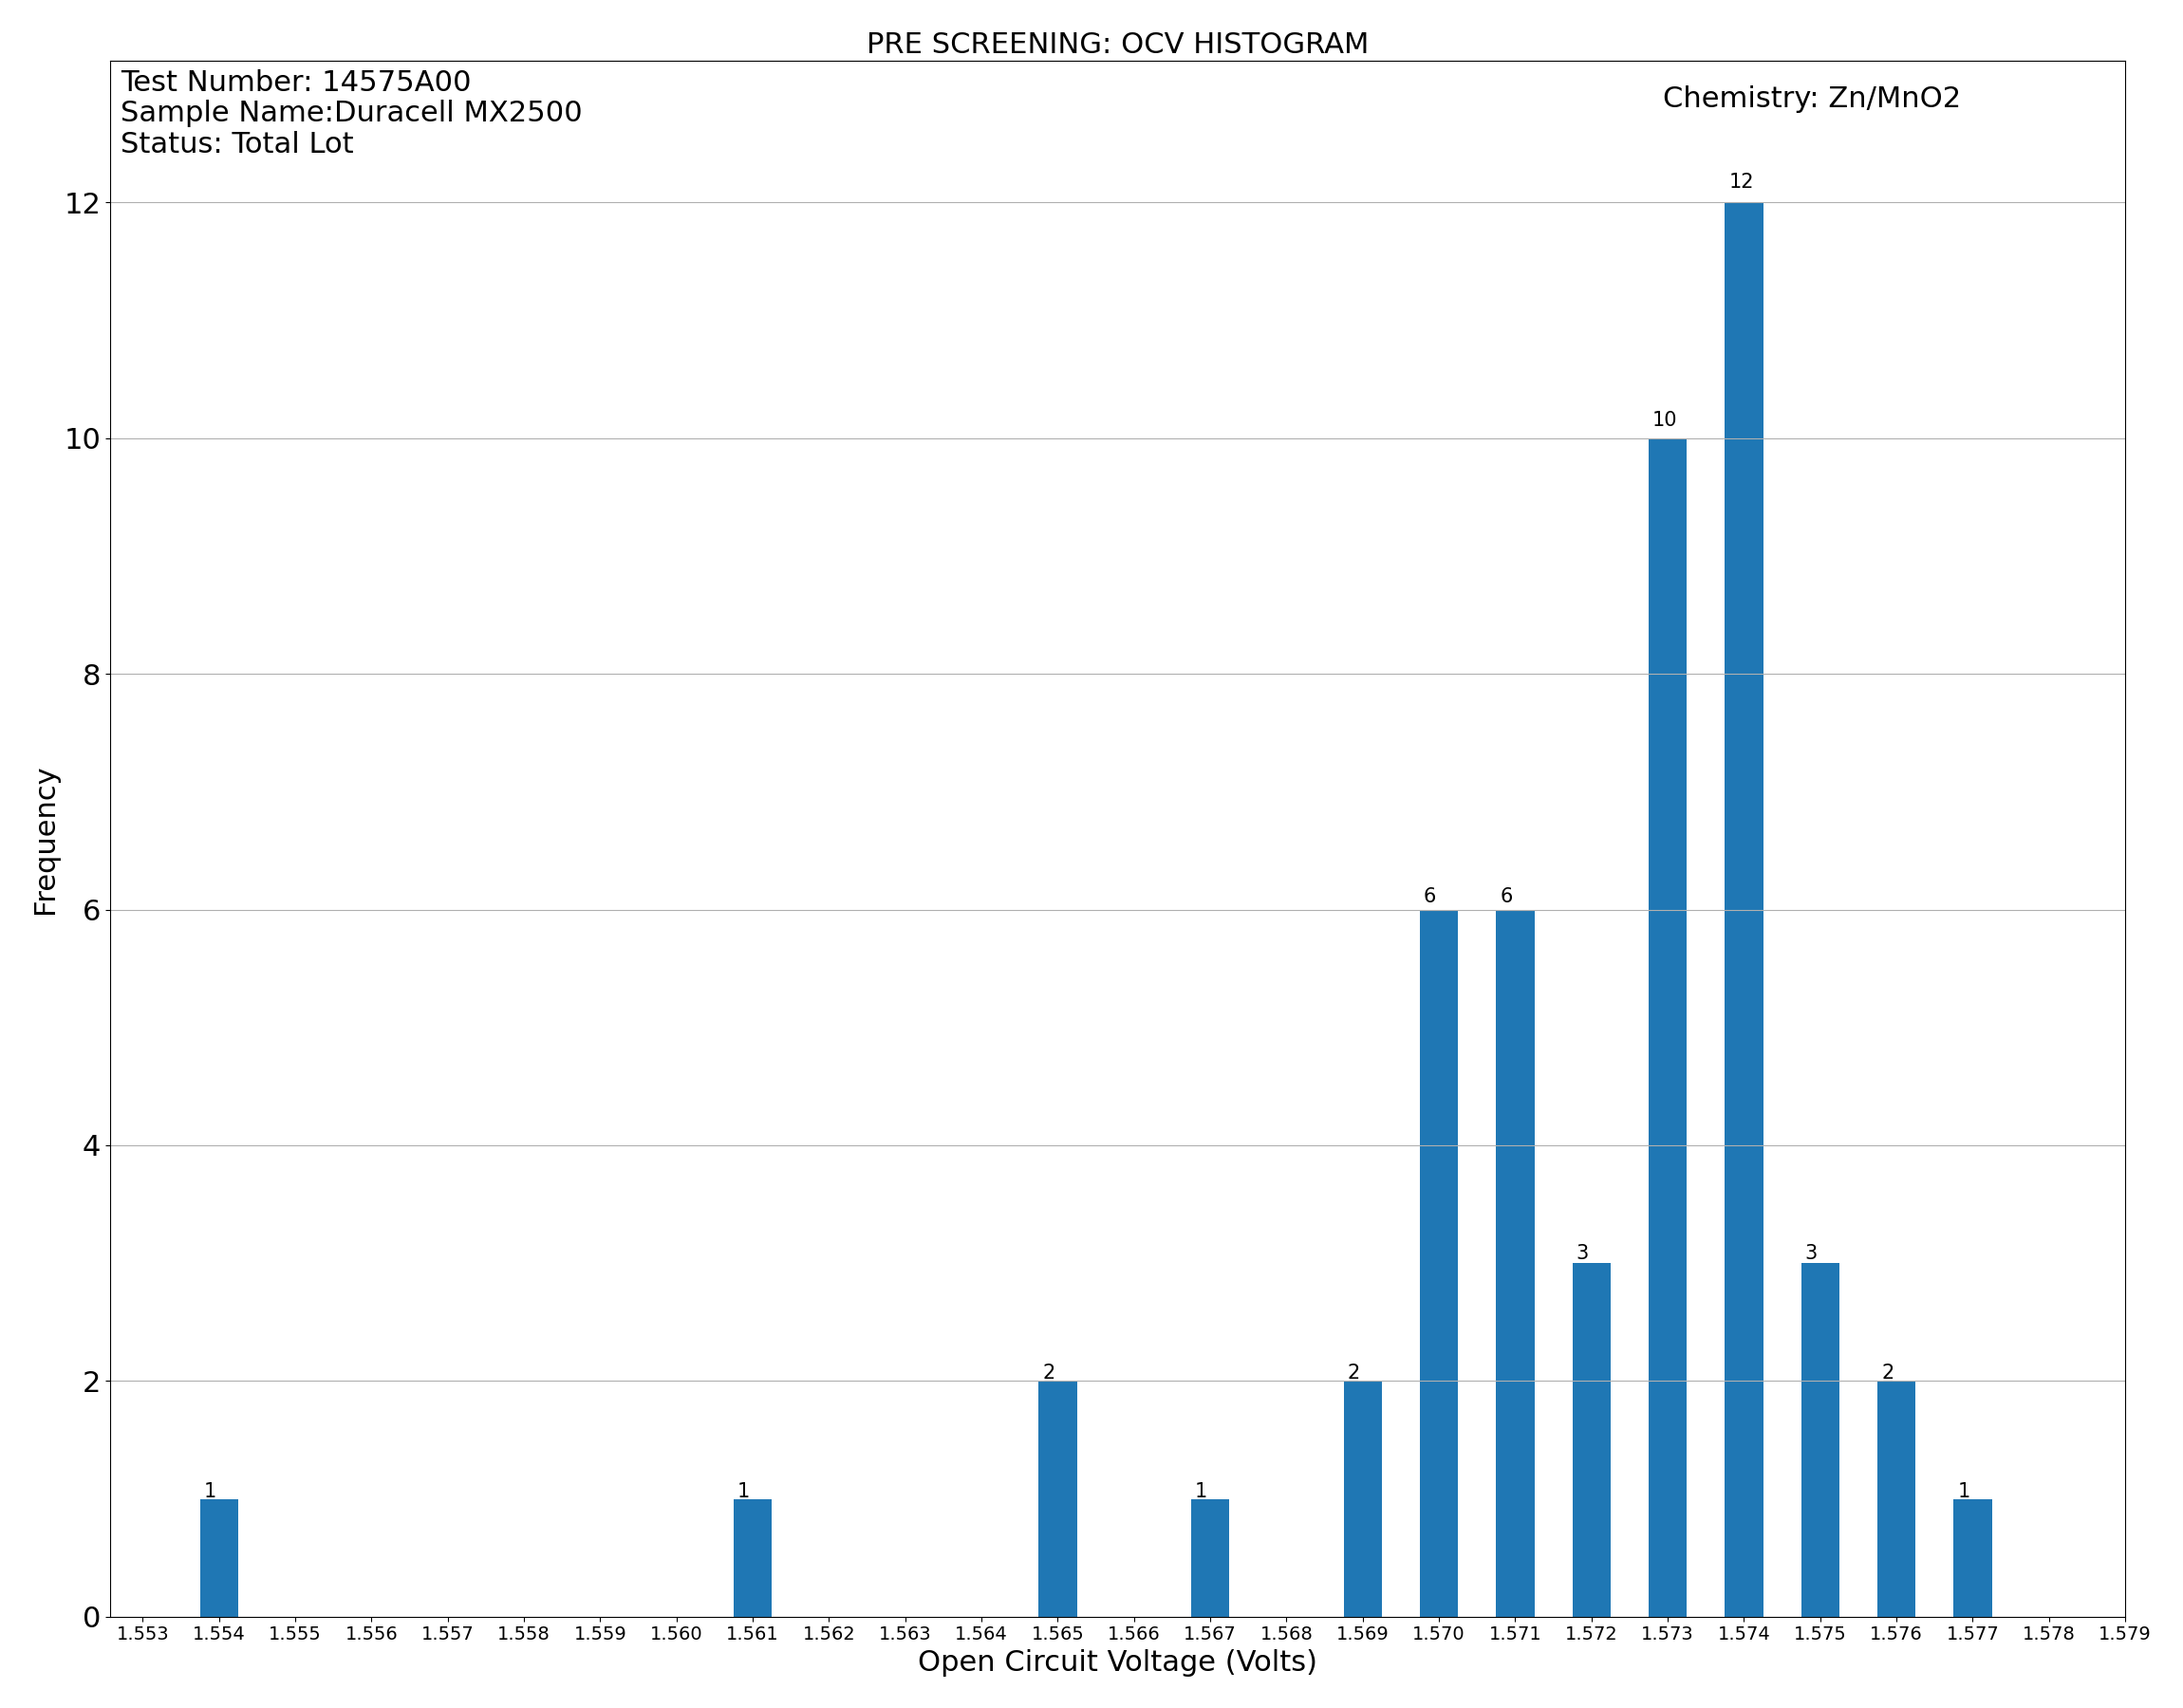 PRE SCREENING: OCV HISTOGRAM
Test Number: 14575A00
Sample Name:Duracell MX2500
Status: Total Lot
Chemistry: Zn/MnO2
12
12
10
10
8
6
6
6
4
3
3
2
2
2
2
1
1
1
1
0
1.553 1.554 1.555 1.556 1.557 1.558 1.559 1.560 1.561 1.562 1.563 1.564 1.565 1.566 1.567 1.568 1.569 1.570 1.571 1.572 1.573 1.574 1.575 1.576 1.577 1.578 1.579
Frequency
Open Circuit Voltage (Volts)